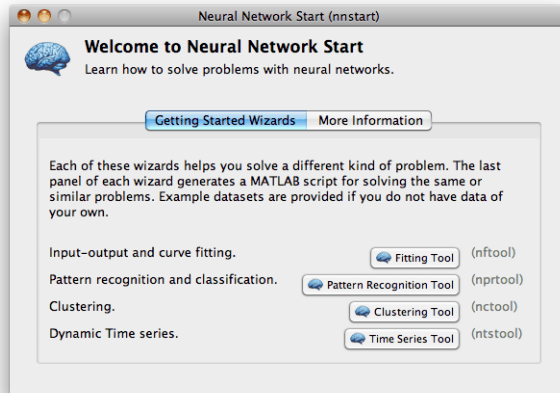 Neural Network Start (nnstart)
Welcome to Neural Network Start
Learn how to solve problems with neural networks.
Getting Started Wizards More Information
Each of these wizards helps you solve a different kind of problem. The last
panel of each wizard generates a MATLAB script for solving the same or
similar problems. Example datasets are provided if you do not have data of
your own.
Input-output and curve fitting. Fitting Tool (nftool)
Pattern recognition and classification. Pattern Recognition Tool (nprtool)
Clustering. Clustering Tool (nctool)
Dynamic Time series. Time Series Tool (ntstool)